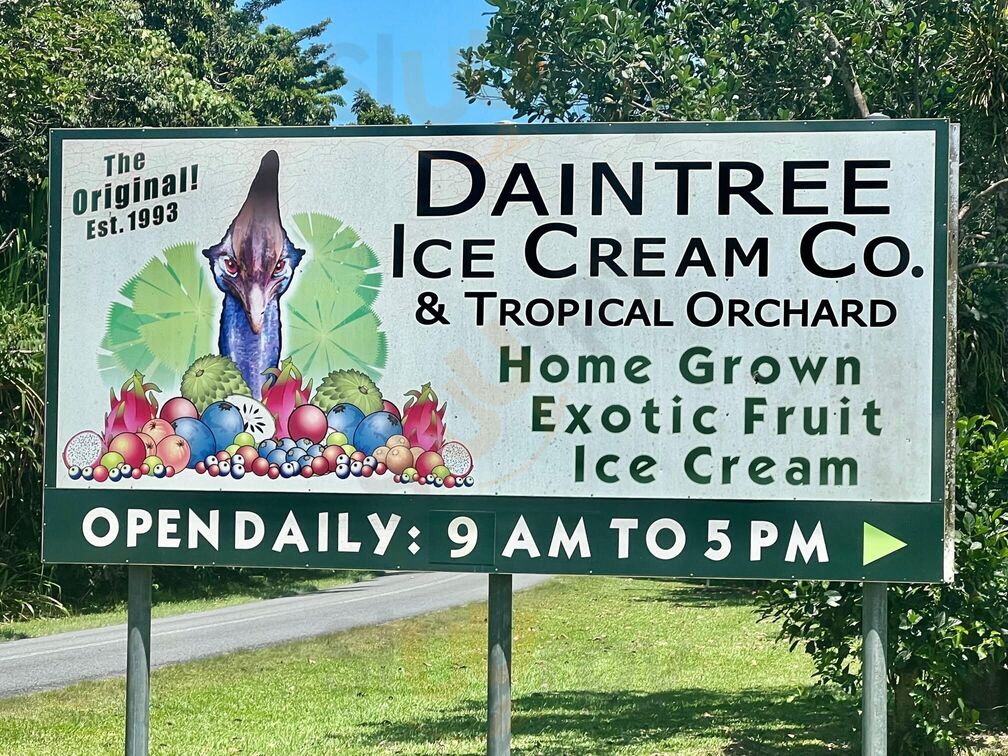 The
Original!
Est. 1993
DAINTREE
ICE CREAM CO.
& TROPICAL ORCHARD
Home Grown
Exotic Fruit
Ice Cream
OPEN DAILY: 9 AM TO 5 PM